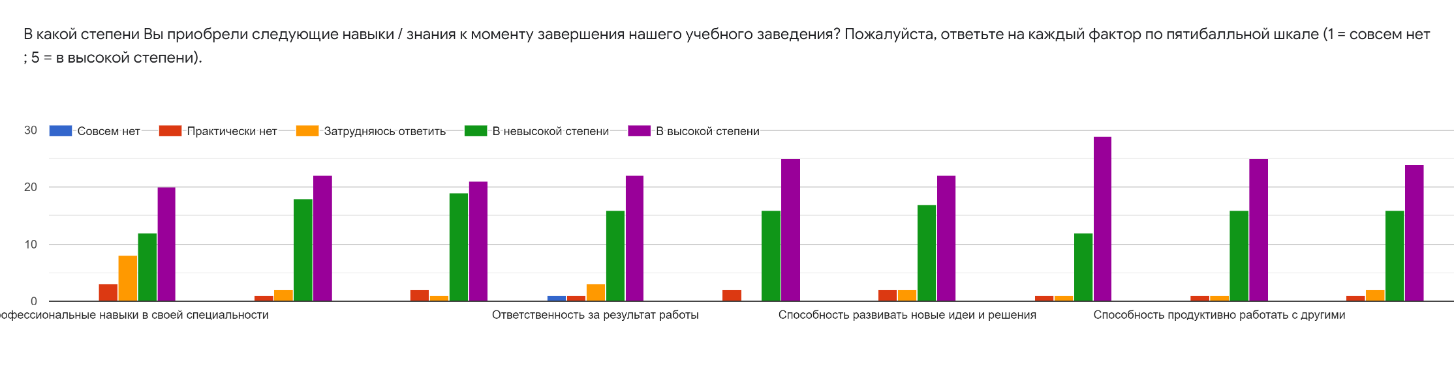 В какой степени Вы приобрели следующие навыки / знания к моменту завершения нашего учебного заведения? Пожалуйста, ответьте на каждый фактор по пятибалльной шкале (1 = совсем нет
; 5 = в высокой степени).
30 Совсем нет Практически нет Затрудняюсь ответить В невысокой степени В высокой степени
20
10
0
офессиональные навыки в своей специальности Ответственность за результат работы Способность развивать новые идеи и решения Способность продуктивно работать с другими